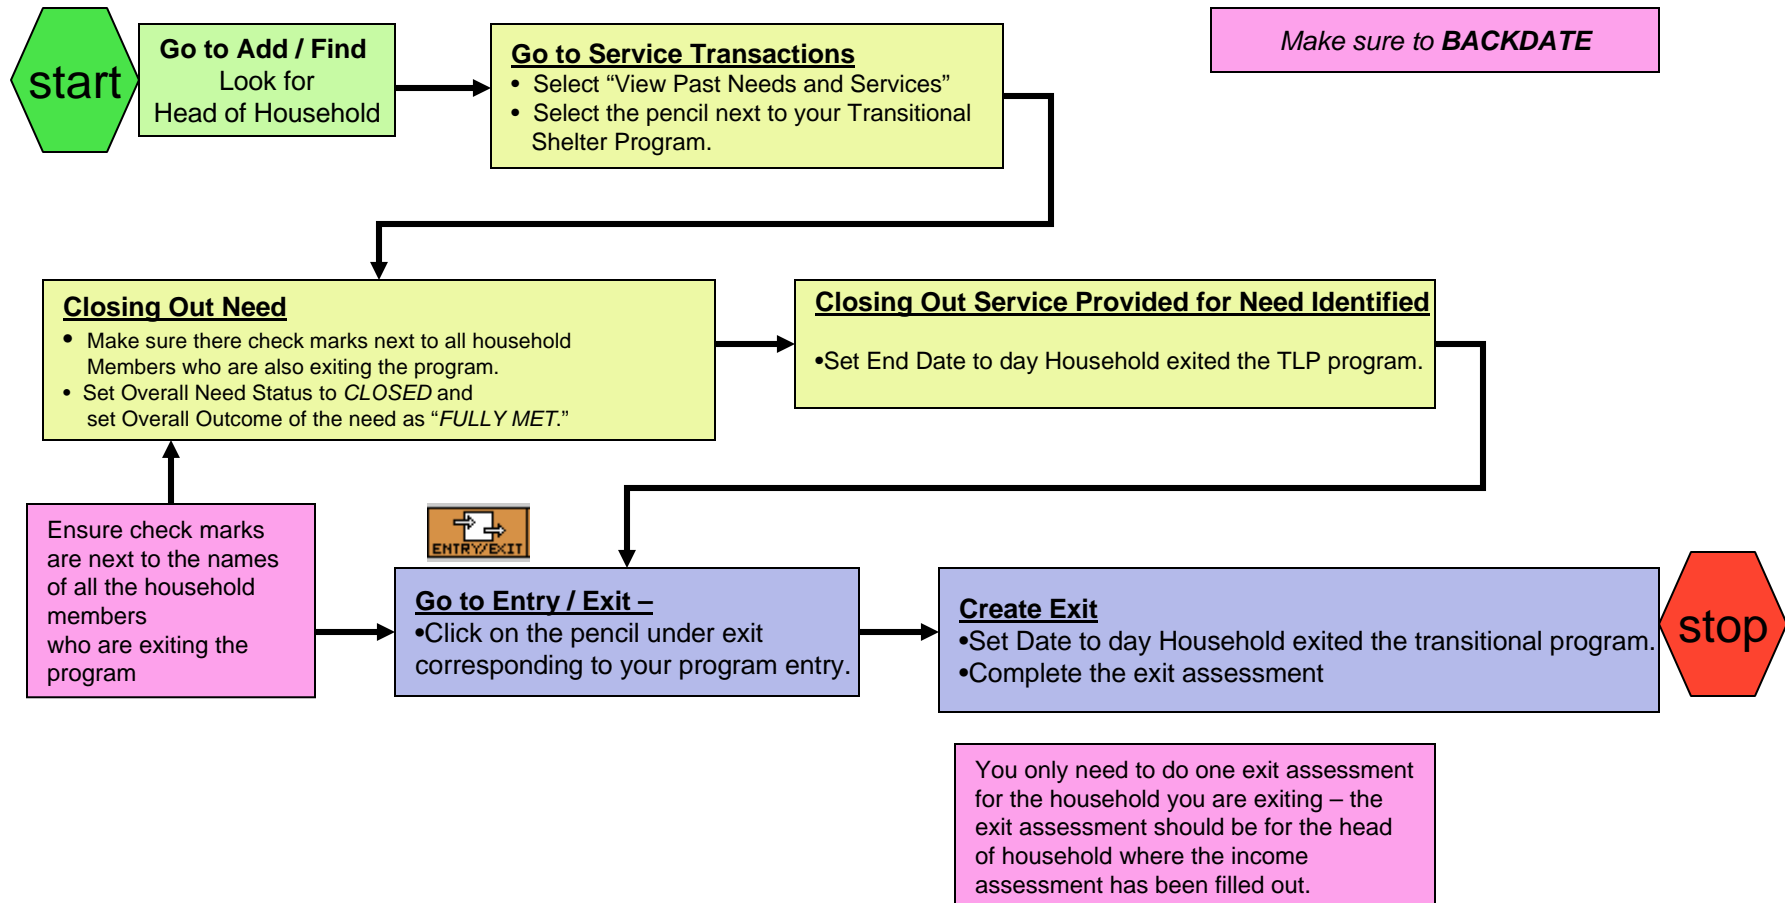 start
Go to Add / Find
Look for
Head of Household
Go to Service Transactions
• Select “View Past Needs and Services”
• Select the pencil next to your Transitional
Shelter Program.
Make sure to BACKDATE
Closing Out Need
• Make sure there check marks next to all household
Members who are also exiting the program.
• Set Overall Need Status to CLOSED and
set Overall Outcome of the need as “FULLY MET.”
Closing Out Service Provided for Need Identified
•Set End Date to day Household exited the TLP program.
Ensure check marks
are next to the names
of all the household
members
who are exiting the
program
ENTRY/EXIT
Go to Entry / Exit –
•Click on the pencil under exit
corresponding to your program entry.
Create Exit
•Set Date to day Household exited the transitional program.
•Complete the exit assessment
stop
You only need to do one exit assessment
for the household you are exiting – the
exit assessment should be for the head
of household where the income
assessment has been filled out.